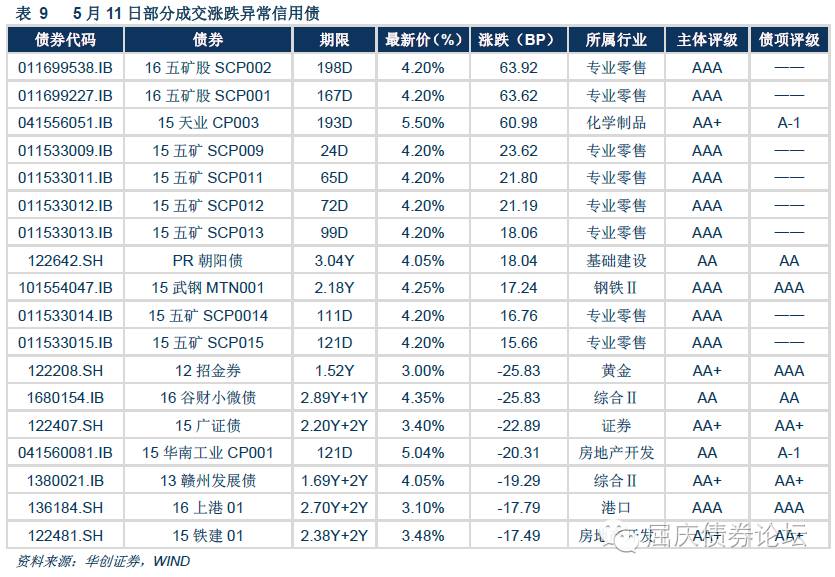 表 9 5 月 11 日部分成交涨跌异常信用债
债券代码 债券 期限 最新价（%） 涨跌（BP） 所属行业 主体评级 债项评级
011699538.IB 16 五矿股 SCP002 198D 4.20% 63.92 专业零售 AAA ——
011699227.IB 16 五矿股 SCP001 167D 4.20% 63.62 专业零售 AAA ——
041556051.IB 15 天业 CP003 193D 5.50% 60.98 化学制品 AA+ A-1
011533009.IB 15 五矿 SCP009 24D 4.20% 23.62 专业零售 AAA ——
011533011.IB 15 五矿 SCP011 65D 4.20% 21.80 专业零售 AAA ——
011533012.IB 15 五矿 SCP012 72D 4.20% 21.19 专业零售 AAA ——
011533013.IB 15 五矿 SCP013 99D 4.20% 18.06 专业零售 AAA ——
122642.SH PR 朝阳债 3.04Y 4.05% 18.04 基础建设 AA AA
101554047.IB 15 武钢 MTN001 2.18Y 4.25% 17.24 钢铁Ⅱ AAA AAA
011533014.IB 15 五矿 SCP0014 111D 4.20% 16.76 专业零售 AAA ——
011533015.IB 15 五矿 SCP015 121D 4.20% 15.66 专业零售 AAA ——
122208.SH 12 招金券 1.52Y 3.00% -25.83 黄金 AA+ AAA
1680154.IB 16 谷财小微债 2.89Y+1Y 4.35% -25.83 综合Ⅱ AA AA
122407.SH 15 广证债 2.20Y+2Y 3.40% -22.89 证券 AA+ AA+
041560081.IB 15 华南工业 CP001 121D 5.04% -20.31 房地产开发 AA A-1
1380021.IB 13 赣州发展债 1.69Y+2Y 4.05% -19.29 综合Ⅱ AA+ AA+
136184.SH 16 上港 01 2.70Y+2Y 3.10% -17.79 港口 AAA AAA
122481.SH 15 铁建 01 2.38Y+2Y 3.48% -17.49 房地产开发 AA+ AA+
屈庆债券论坛
资料来源：华创证券，WIND